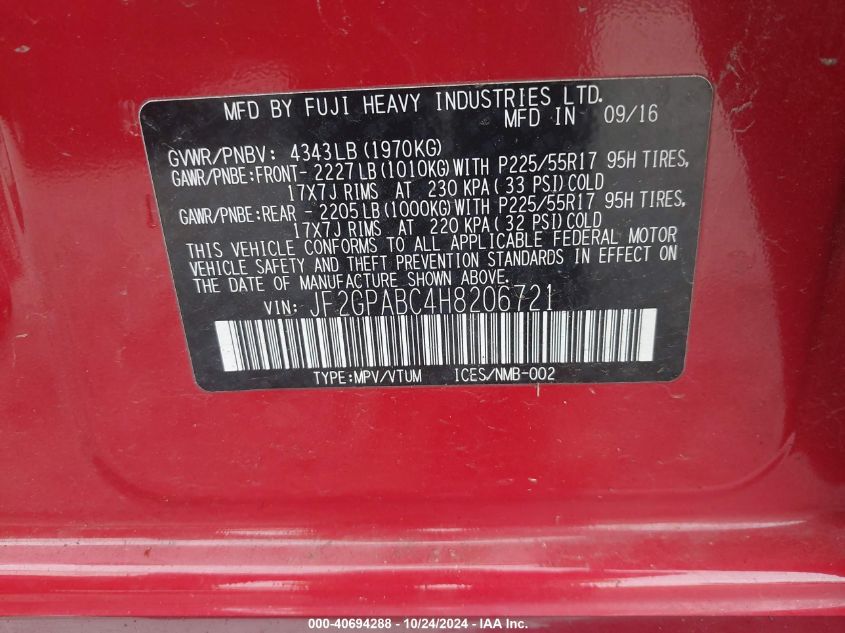 MFD BY FUJI HEAVY INDUSTRIES LTD.
MFD IN 09/16
GVWR/PNBV: 4343LB (1970KG)
GAWR/PNBE:FRONT- 2227LB (1010KG) WITH P225/55R17 95H TIRES,
17X7J RIMS AT 230 KPA ( 33 PSI) COLD
GAWR/PNBE:REAR - 2205LB (1000KG) WITH P225/55R17 95H TIRES,
17X7J RIMS AT 220 KPA ( 32 PSI) COLD
THIS VEHICLE CONFORMS TO ALL APPLICABLE FEDERAL MOTOR
VEHICLE SAFETY AND THEFT PREVENTION STANDARDS IN EFFECT ON
THE DATE OF MANUFACTURE SHOWN ABOVE.
VIN: JF2GPABC4H8206721
TYPE:MPV/VTUM ICES/NMB-002
000-40694288 - 10/24/2024 - IAA Inc.